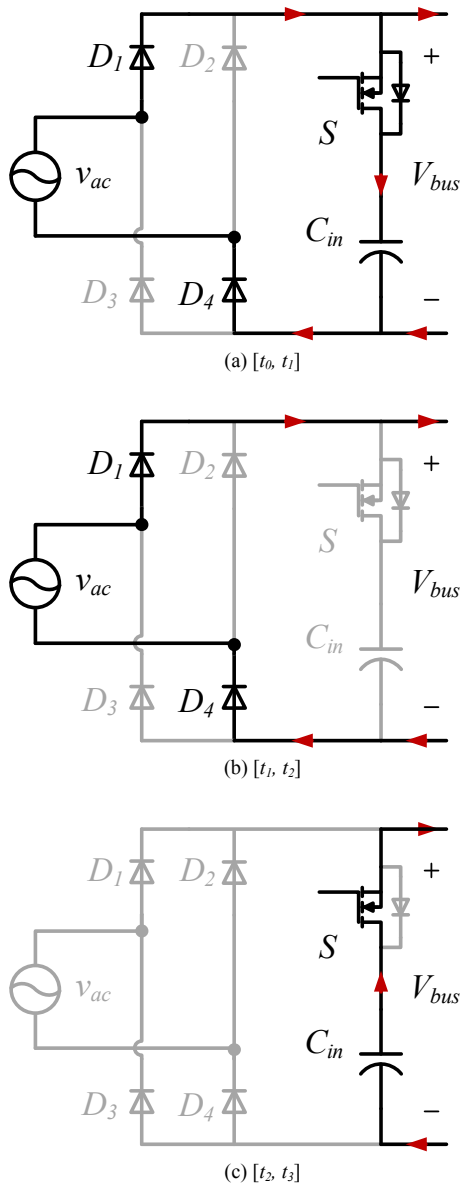 D1 D2
+
S
vac
Vbus
Cin
D3 D4
−
(a) [t0, t1]
D1 D2
+
S
vac
Vbus
Cin
D3 D4
−
(b) [t1, t2]
D1 D2
+
S
vac
Vbus
Cin
D3 D4
−
(c) [t2, t3]